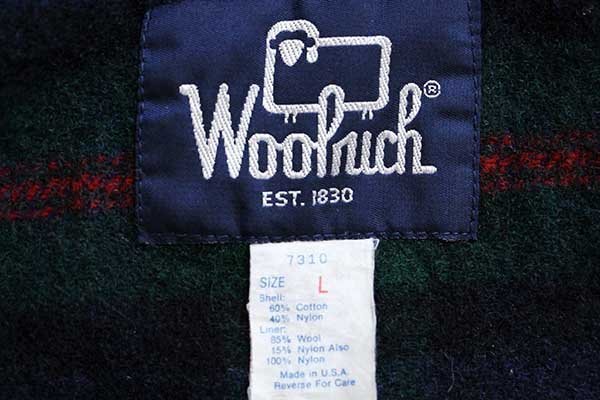 Woolrich®
EST. 1830
7310
SIZE L
Shell:
60% Cotton
40% Nylon
Liner:
85% Wool
15% Nylon Also
100% Nylon
Made in U.S.A.
Reverse For Care